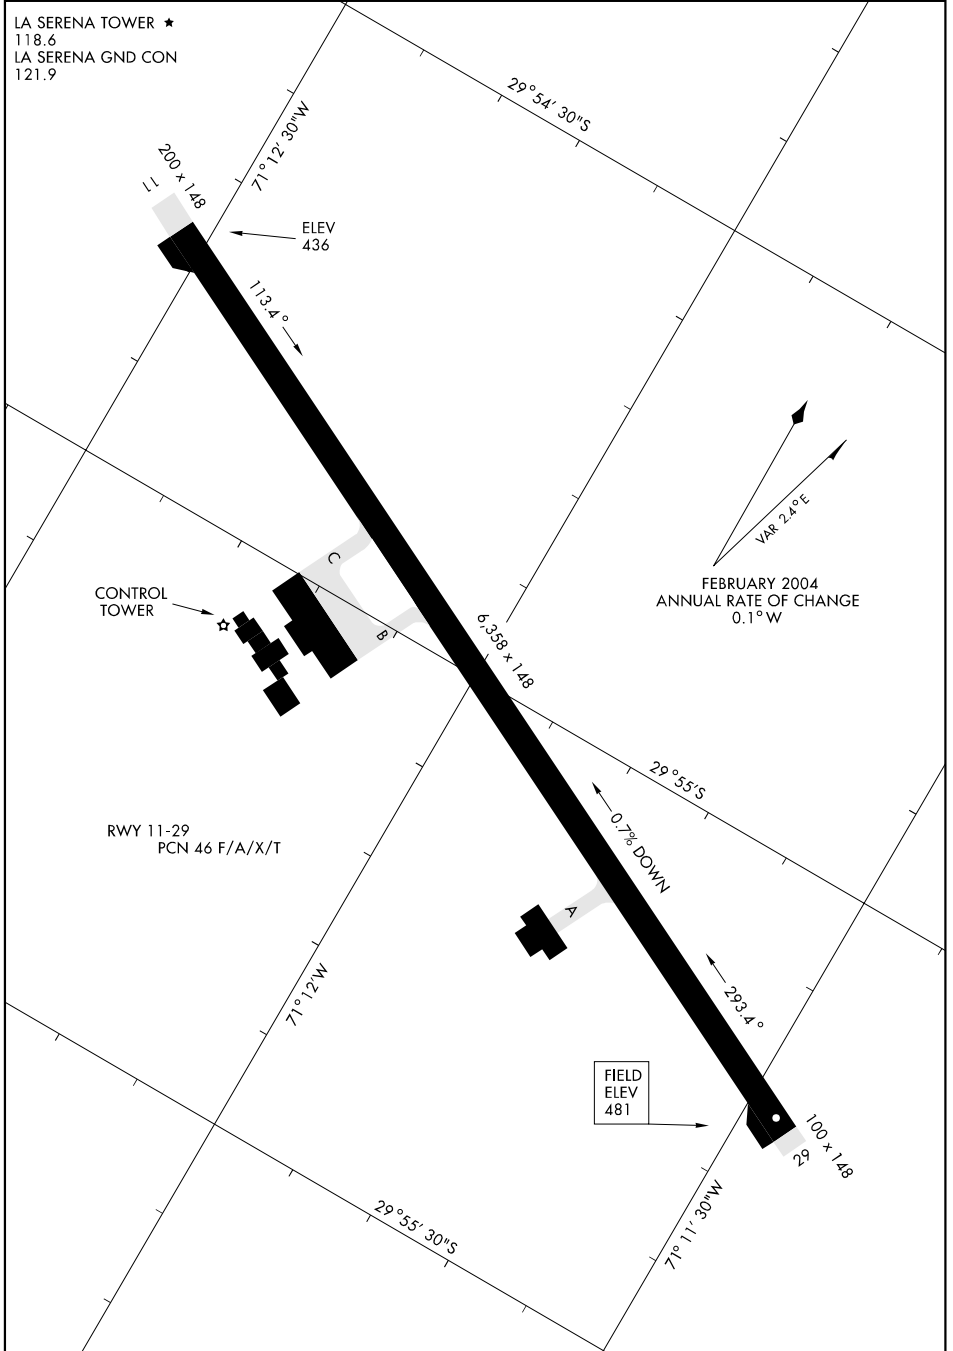 LA SERENA TOWER ★
118.6
LA SERENA GND CON
121.9
29°54' 30"S
71°12' 30"W
200 x 148
11
ELEV
436
113.4°
VAR 2.4°E
FEBRUARY 2004
ANNUAL RATE OF CHANGE
0.1°W
C
CONTROL
TOWER
B
6,358 x 148
29°55'S
RWY 11-29
PCN 46 F/A/X/T
0.7% DOWN
A
71°12'W
293.4°
FIELD
ELEV
481
100 x 148
29
71°11' 30"W
29°55' 30"S